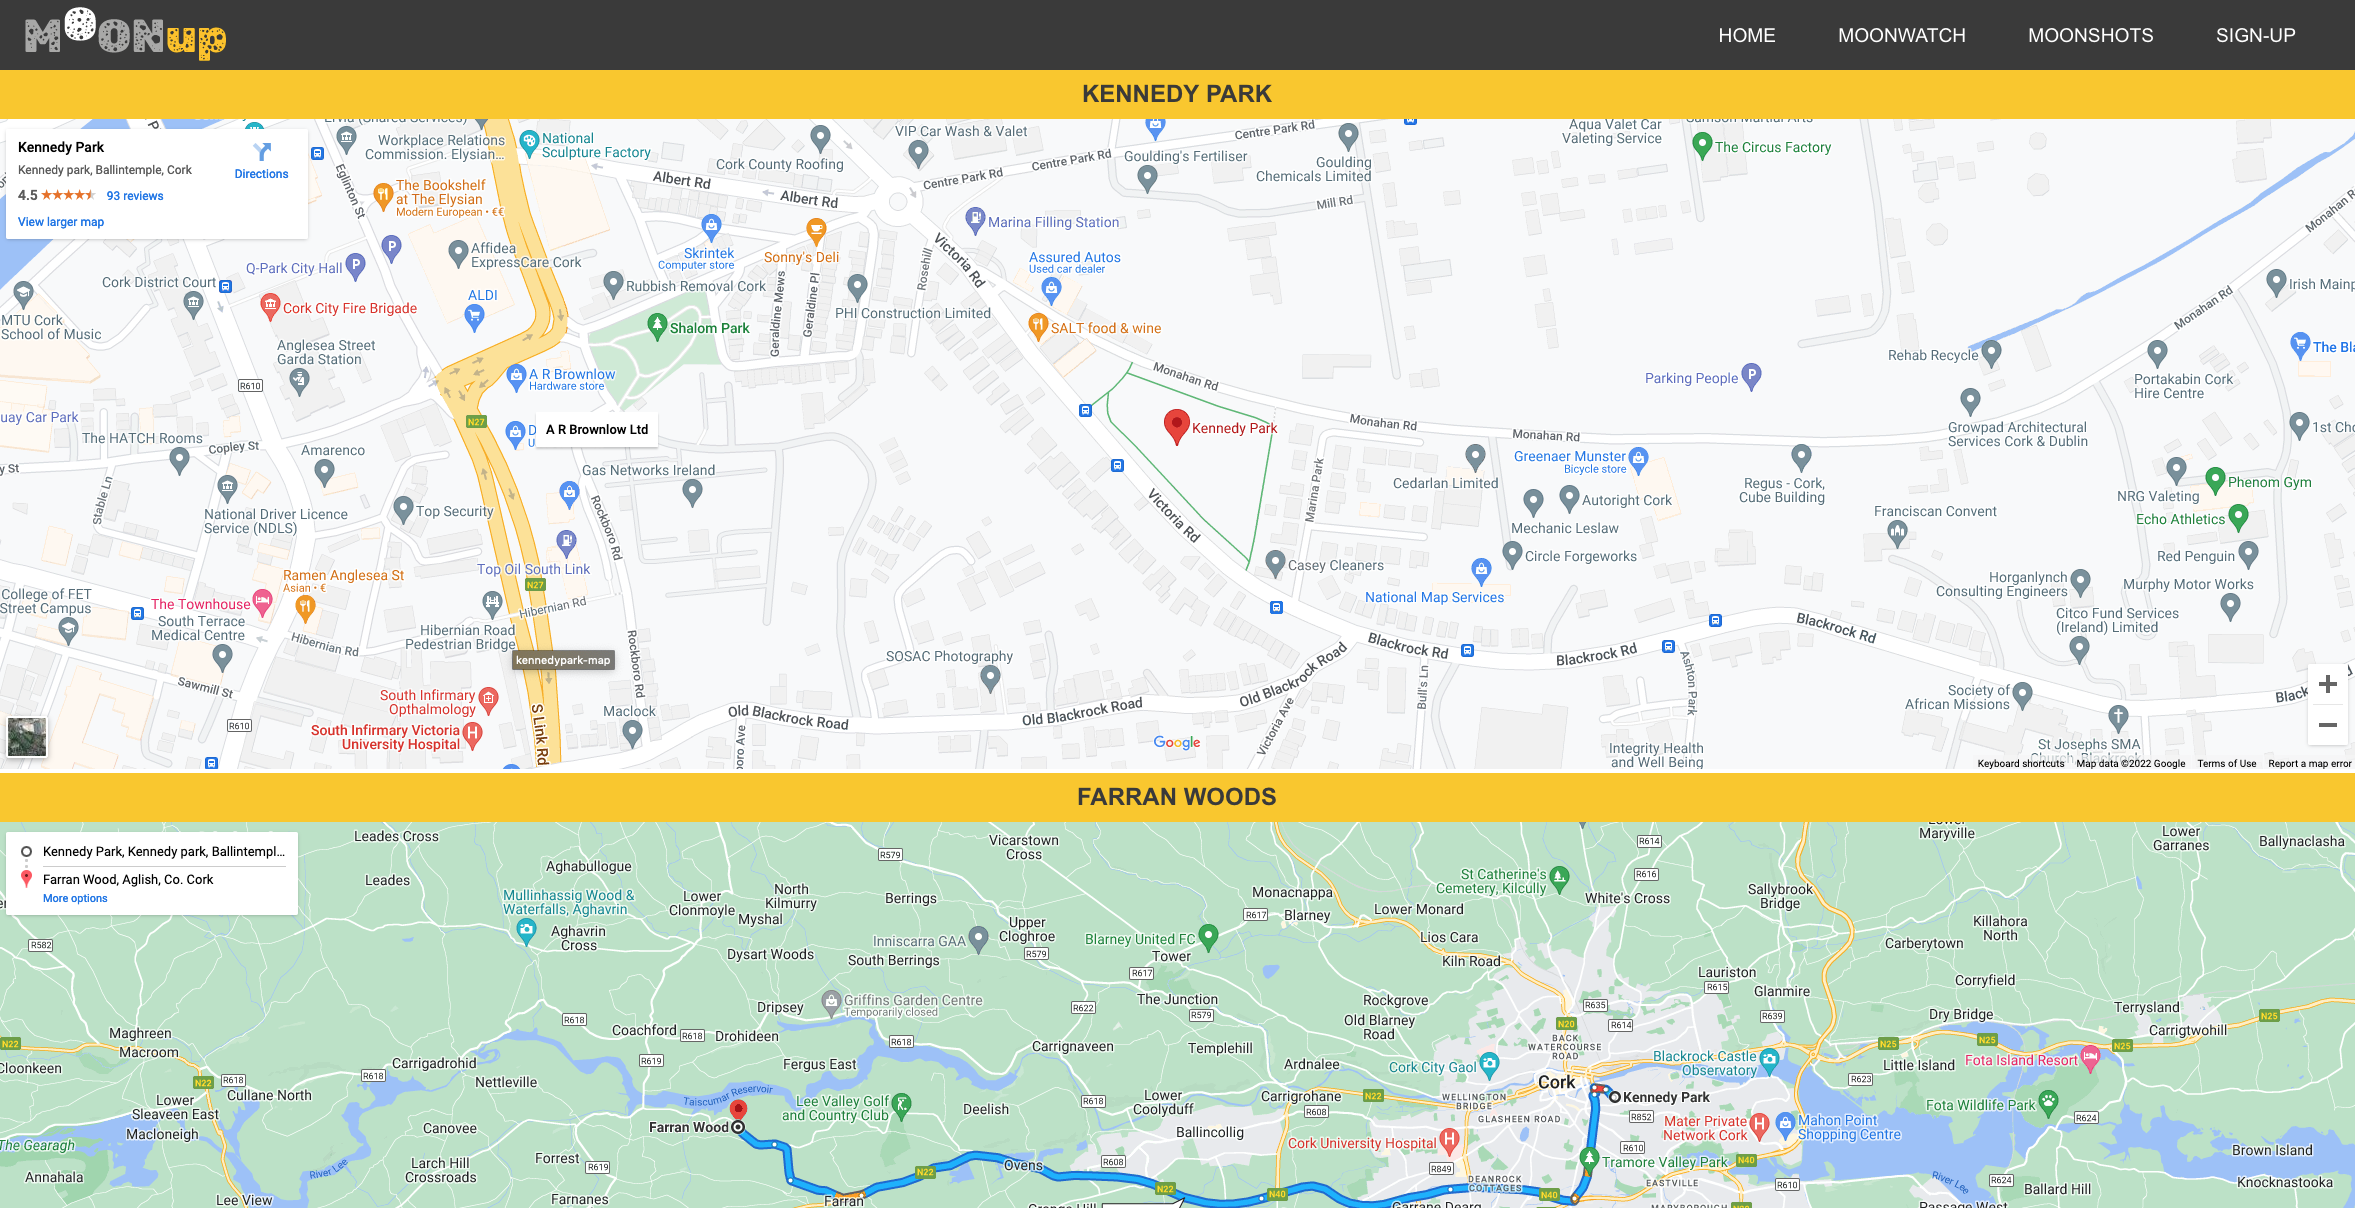 MOONup
HOME
MOONWATCH
MOONSHOTS
SIGN-UP
KENNEDY PARK
Kennedy Park
Kennedy park, Ballintemple, Cork
Directions
4.5
93 reviews
View larger map
Workplace Relations
Commission. Elysian...
National
Sculpture Factory
Cork County Roofing
VIP Car Wash & Valet
Centre Park Rd
Centre Park Rd
Centre Park Rd
Goulding's Fertiliser
Goulding
Chemicals Limited
Aqua Valet Car
Valeting Service
Samson Martial Arts
The Circus Factory
Eglinton St
The Bookshelf
at The Elysian
Modern European • €€
Albert Rd
Albert Rd
Mill Rd
Monahan Rd
Marina Filling Station
Victoria Rd
Skrintek
Computer store
Sonny's Deli
Affidea
ExpressCare Cork
Q-Park City Hall
Cork District Court
Cork City Fire Brigade
ALDI
Rubbish Removal Cork
Geraldine Mews
Geraldine Pl
Rosehill
PHI Construction Limited
Assured Autos
Used car dealer
SALT food & wine
Irish Mainp
Monahan Rd
MTU Cork
School of Music
Anglesea Street
Garda Station
Shalom Park
Rehab Recycle
The Bla
R610
A R Brownlow
Hardware store
Monahan Rd
Parking People
Portakabin Cork
Hire Centre
uay Car Park
N27
D
U
A R Brownlow Ltd
Kennedy Park
Monahan Rd
Monahan Rd
Growpad Architectural
Services Cork & Dublin
1st Cho
The HATCH Rooms
Copley St
Amarenco
y St
Gas Networks Ireland
Marina Park
Greenaer Munster
Bicycle store
Cedarlan Limited
Regus - Cork,
Cube Building
NRG Valeting
Phenom Gym
Stable Ln
National Driver Licence
Service (NDLS)
Top Security
Rockboro Rd
Victoria Rd
Autoright Cork
Mechanic Leslaw
Franciscan Convent
Echo Athletics
Circle Forgeworks
Red Penguin
Top Oil South Link
N27
Casey Cleaners
Ramen Anglesea St
Asian • €
College of FET
Street Campus
The Townhouse
South Terrace
Medical Centre
Hibernian Rd
Hibernian Rd
National Map Services
Horganlynch
Consulting Engineers
Murphy Motor Works
Citco Fund Services
(Ireland) Limited
Hibernian Road
Pedestrian Bridge
kennedypark-map
Rockboro Rd
SOSAC Photography
Blackrock Rd
Blackrock Rd
Blackrock Rd
Old Blackrock Road
Bull's Ln
Ashton Park
Sawmill St
South Infirmary
Opthalmology
South Infirmary Victoria
University Hospital
R610
S Link Rd
Maclock
Old Blackrock Road
Old Blackrock Road
Victoria Ave
boro Ave
Society of
African Missions
Black
Integrity Health
and Well Being
St Josephs SMA
Church, Blackrock
Google
Keyboard shortcuts
Map data ©2022 Google
Terms of Use
Report a map error
FARRAN WOODS
Kennedy Park, Kennedy park, Ballintempl...
Farran Wood, Aglish, Co. Cork
More options
Leades Cross
Vicarstown
Cross
R579
R614
Lower
Maryville
Lower
Garranes
Ballynaclasha
Aghabullogue
Leades
Mullinhassig Wood &
Waterfalls, Aghavrin
Lower
Clonmoyle
North
Kilmurry
Myshal
Berrings
Monacnappa
St Catherine's
Cemetery, Kilcully
R616
White's Cross
Sallybrook
Bridge
R617
Blarney
Lower Monard
Upper
Cloghroe
Killahora
North
R582
Aghavrin
Cross
Inniscarra GAA
R579
Blarney United FC
Tower
Lios Cara
Kiln Road
Carberytown
Dysart Woods
South Berrings
R617
Lauriston
R615
Corryfield
Dripsey
Griffins Garden Centre
Temporarily closed
R622
The Junction
R579
Rockgrove
Old Blarney
Road
R635
Glanmire
R639
Terrysland
Dry Bridge
N25
R618
Coachford
R618
Drohideen
R618
N20
R614
BACK
WATERCOURSE
ROAD
Carrigtwohill
N22
Maghreen
Macroom
R619
Carrignaveen
Templehill
N25
N25
N25
Cloonkeen
Carrigadrohid
R618
Fergus East
Ardnalee
Cork City Gaol
Blackrock Castle
Observatory
Little Island
Fota Island Resort
N22
R618
Cullane North
Nettleville
Taiscumar Reservoir
Cork
R623
Lower
Sleaveen East
Macloneigh
Lee Valley Golf
and Country Club
Deelish
R618
Lower
Coolyduff
Carrigrohane
N22
R608
WELLINGTON
BRIDGE
GLASHEEN ROAD
Kennedy Park
R852
Fota Wildlife Park
R624
Farran Wood
Canovee
Ballincollig
Cork University Hospital
Mater Private
Network Cork
Mahon Point
Shopping Centre
The Gearagh
R610
Brown Island
Annahala
River Lee
Larch Hill
Crossroads
Forrest
R619
N22
Ovens
R608
R849
Tramore Valley Park
N40
EASTVILLE
R610
River Lee
R624
Knocknastooka
Lee View
Farnanes
Farran
N22
N40
DEANROCK
COTTAGES
N40
Ballard Hill
Grange Hill
Garrane Dearg
MARYBOROUGH
Passage West